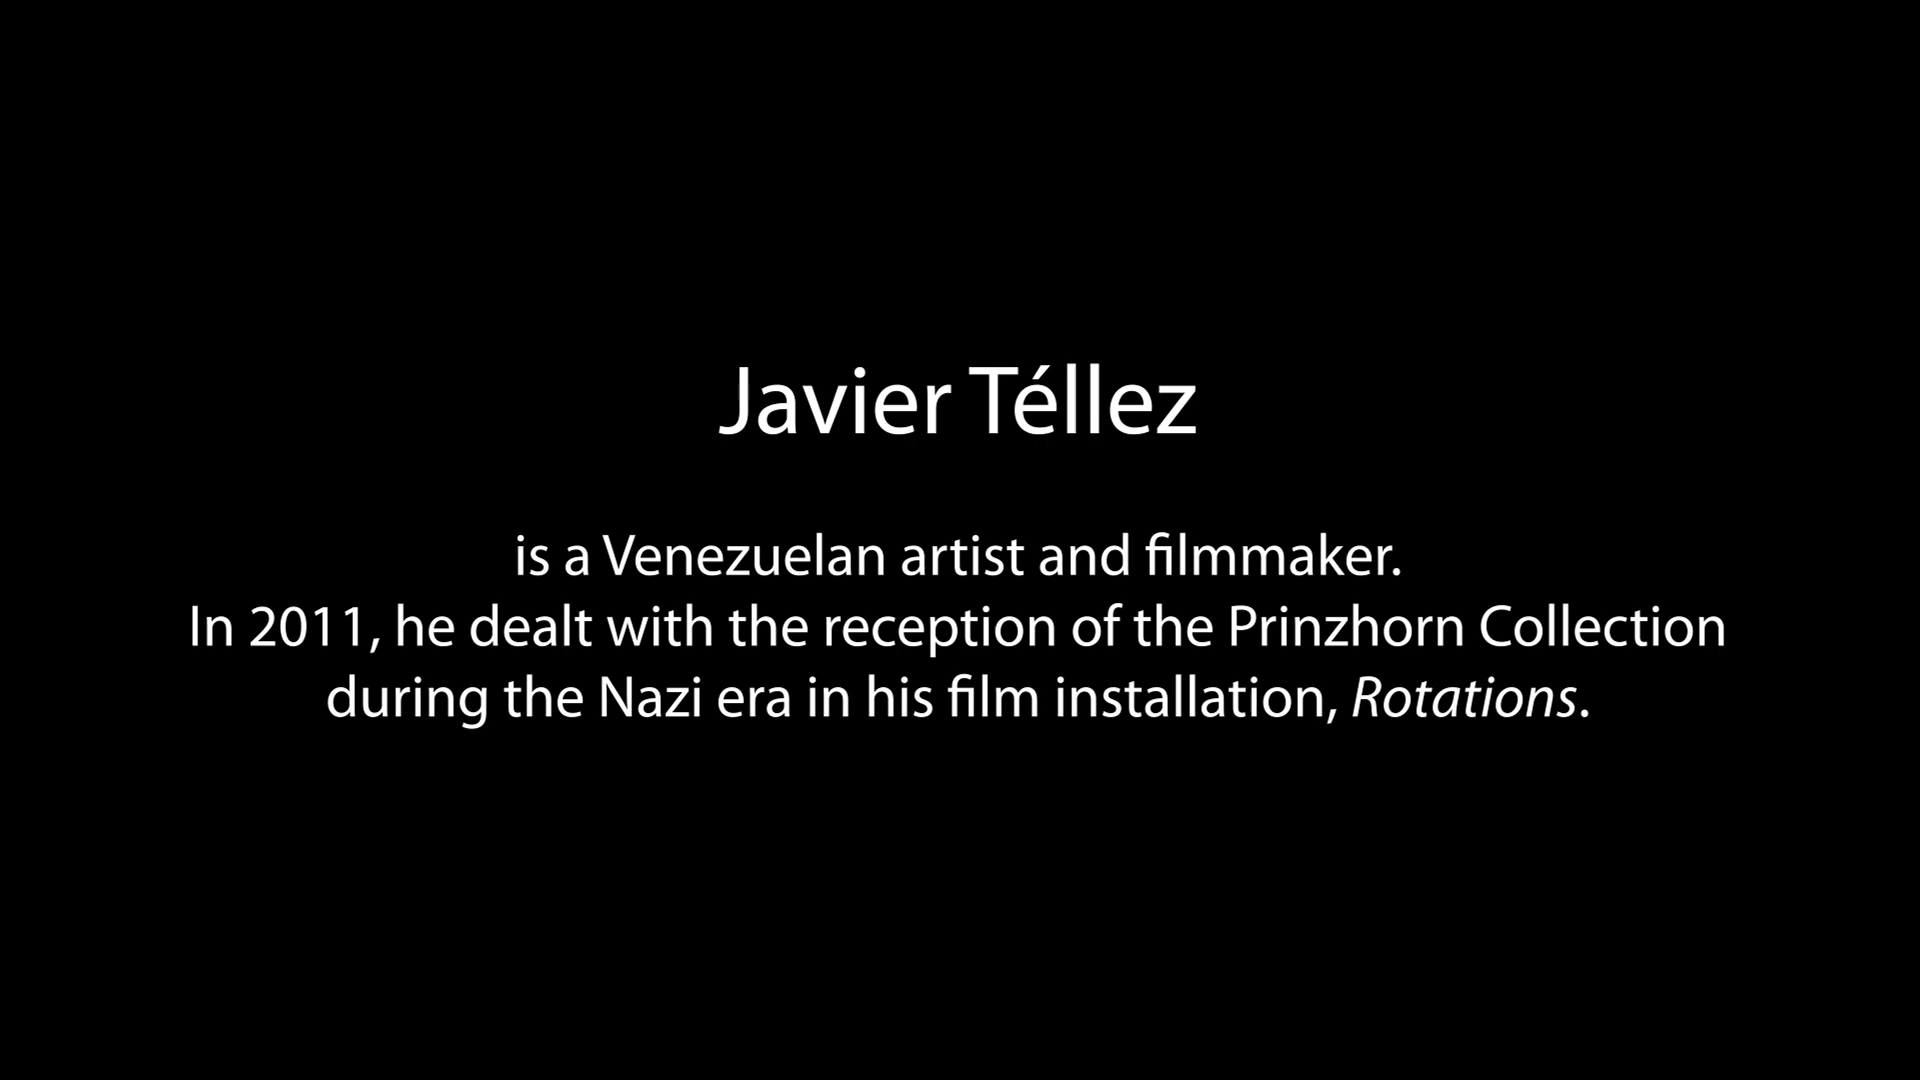 Javier Téllez
is a Venezuelan artist and filmmaker.
In 2011, he dealt with the reception of the Prinzhorn Collection
during the Nazi era in his film installation, Rotations.